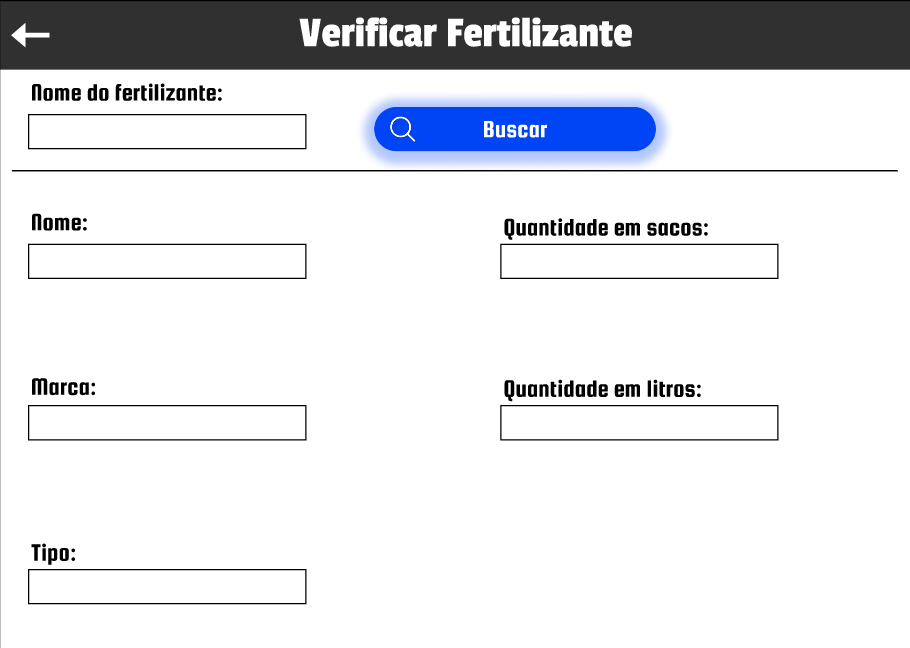 Verificar Fertilizante
Nome do fertilizante:
Buscar
Nome:
Quantidade em sacos:
Marca:
Quantidade em litros:
Tipo: